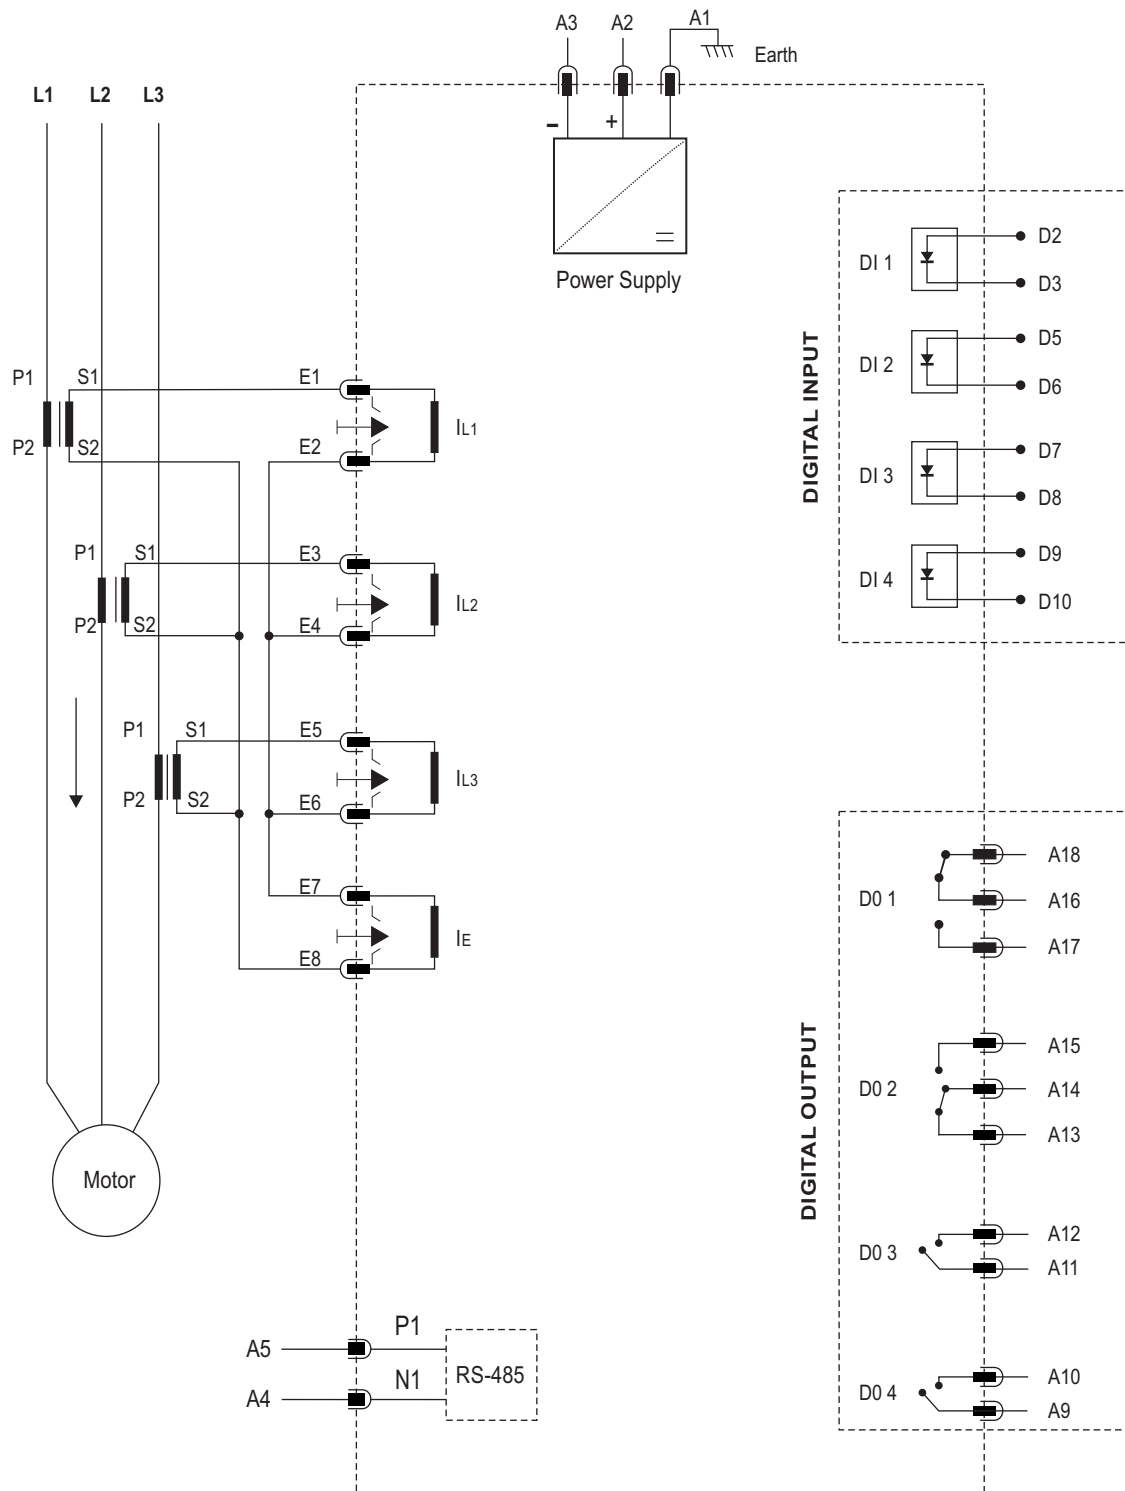 A3 A2 A1
Earth
L1 L2 L3
– +
Power Supply
P1 S1 E1
P2 S2 E2
IL1
P1 S1 E3
P2 S2 E4
IL2
P1 S1 E5
P2 S2 E6
IL3
E7
E8
IE
Motor
A5 P1
A4 N1
RS-485
DIGITAL INPUT
DI 1
D2
D3
DI 2
D5
D6
DI 3
D7
D8
DI 4
D9
D10
DIGITAL OUTPUT
D0 1
A18
A16
A17
D0 2
A15
A14
A13
D0 3
A12
A11
D0 4
A10
A9